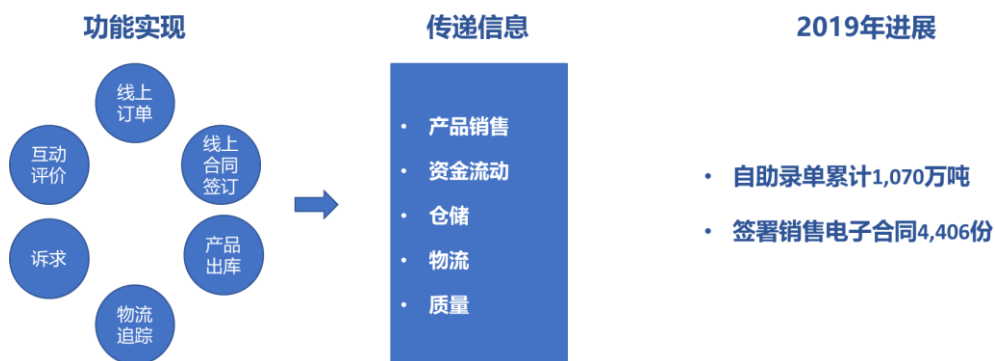 功能实现
线上
订单
线上
合同
签订
产品
出库
物流
追踪
诉求
互动
评价
传递信息
• 产品销售
• 资金流动
• 仓储
• 物流
• 质量
2019年进展
• 自助录单累计1,070万吨
• 签署销售电子合同4,406份